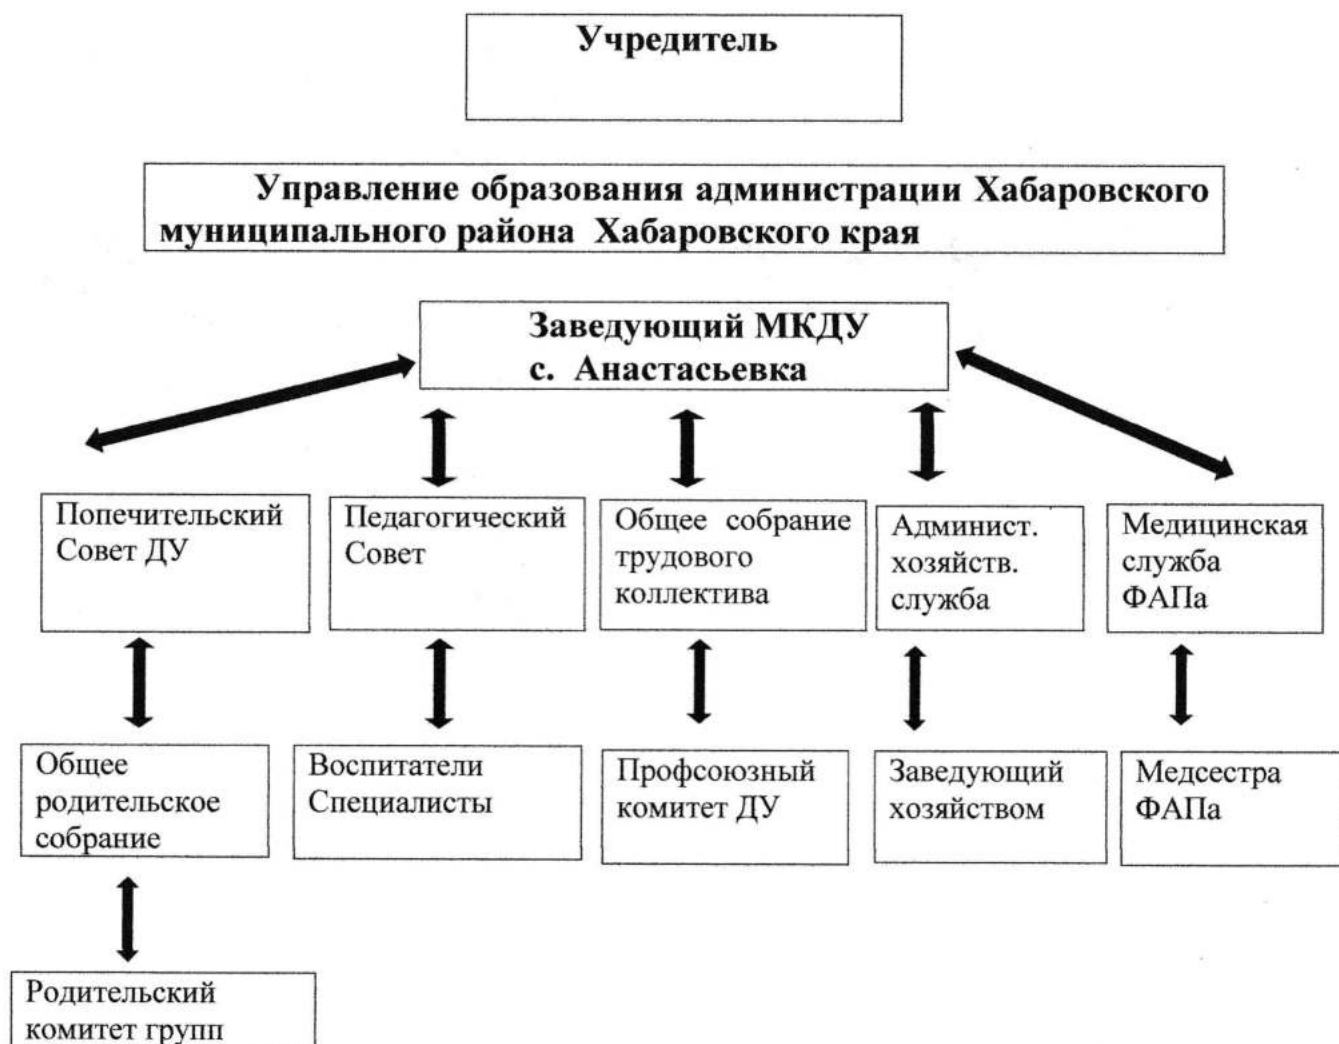 Учредитель
Управление образования администрации Хабаровского
муниципального района Хабаровского края
Заведующий МКДУ
с. Анастасьевка
Попечительский
Совет ДУ
Педагогический
Совет
Общее собрание
трудового
коллектива
Админист.
хозяйств.
служба
Медицинская
служба
ФАПа
Общее
родительское
собрание
Воспитатели
Специалисты
Профсоюзный
комитет ДУ
Заведующий
хозяйством
Медсестра
ФАПа
Родительский
комитет групп